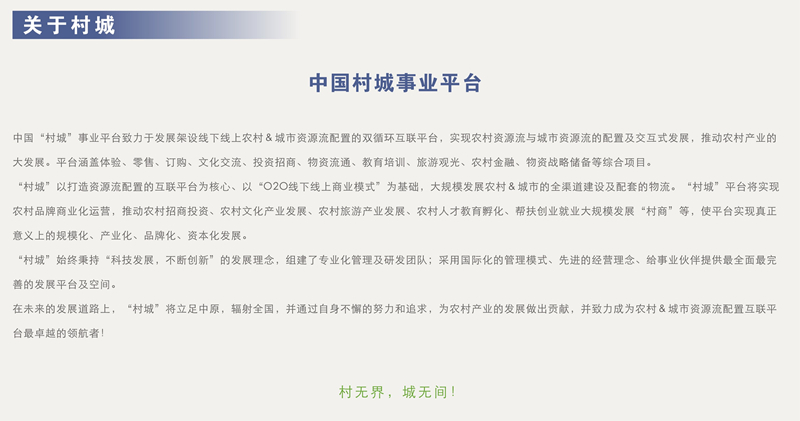 关于村城
中国村城事业平台
中国“村城”事业平台致力于发展架设线下线上农村&城市资源流配置的双循环互联平台，实现农村资源流与城市资源流的配置及交互式发展，推动农村产业的
大发展。平台涵盖体验、零售、订购、文化交流、投资招商、物资流通、教育培训、旅游观光、农村金融、物资战略储备等综合项目。
“村城”以打造资源流配置的互联平台为核心、以“O2O线下线上商业模式”为基础，大规模发展农村&城市的全渠道建设及配套的物流。“村城”平台将实现
农村品牌商业化运营，推动农村招商投资、农村文化产业发展、农村旅游产业发展、农村人才教育孵化、帮扶创业就业大规模发展“村商”等，使平台实现真正
意义上的规模化、产业化、品牌化、资本化发展。
“村城”始终秉持“科技发展，不断创新”的发展理念，组建了专业化管理及研发团队；采用国际化的管理模式、先进的经营理念、给事业伙伴提供最全面最完
善的发展平台及空间。
在未来的发展道路上，“村城”将立足中原，辐射全国，并通过自身不懈的努力和追求，为农村产业的发展做出贡献，并致力成为农村&城市资源流配置互联平
台最卓越的领航者！
村无界，城无间！